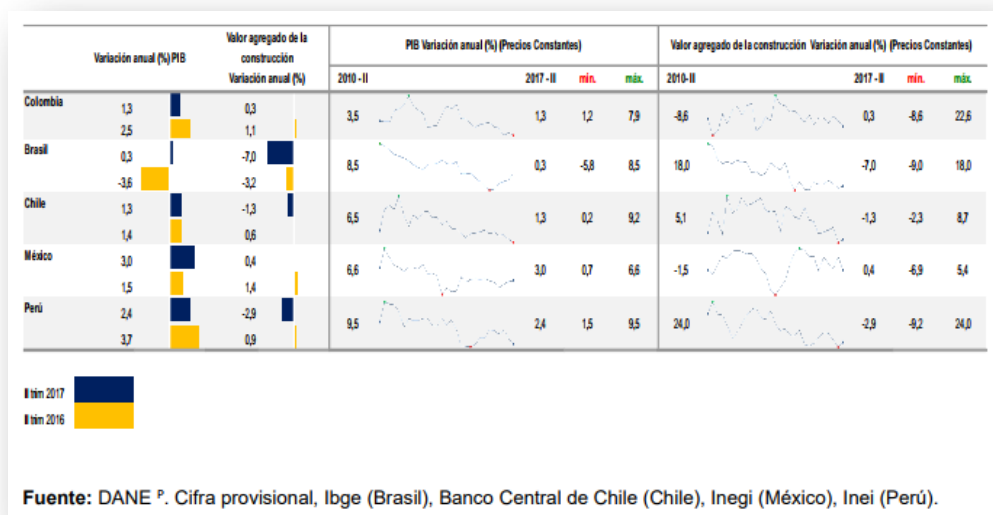 Variación anual (%) PIB
Valor agregado de la construcción Variación anual (%)
PIB Variación anual (%) (Precios Constantes)
Valor agregado de la construcción Variación anual (%) (Precios Constantes)
2010 - II 2017 - II mín. máx. 2010-III 2017 - II mín. máx.
Colombia
1,3 0,3
3,5 1,3 1,2 7,9 -8,6 0,3 -8,6 22,6
2,5 1,1
Brasil
0,3 -7,0
8,5 0,3 -5,8 8,5 18,0 -7,0 -9,0 18,0
-3,6 -3,2
Chile
1,3 -1,3
6,5 1,3 0,2 9,2 5,1 -1,3 -2,3 8,7
1,4 0,6
México
3,0 0,4
6,6 3,0 0,7 6,6 -1,5 0,4 -6,9 5,4
1,5 1,4
Perú
2,4 -2,9
9,5 2,4 1,5 9,5 24,0 -2,9 -9,2 24,0
3,7 0,9
II trim 2017
II trim 2016
Fuente: DANE ᴾ. Cifra provisional, Ibge (Brasil), Banco Central de Chile (Chile), Inegi (México), Inei (Perú).